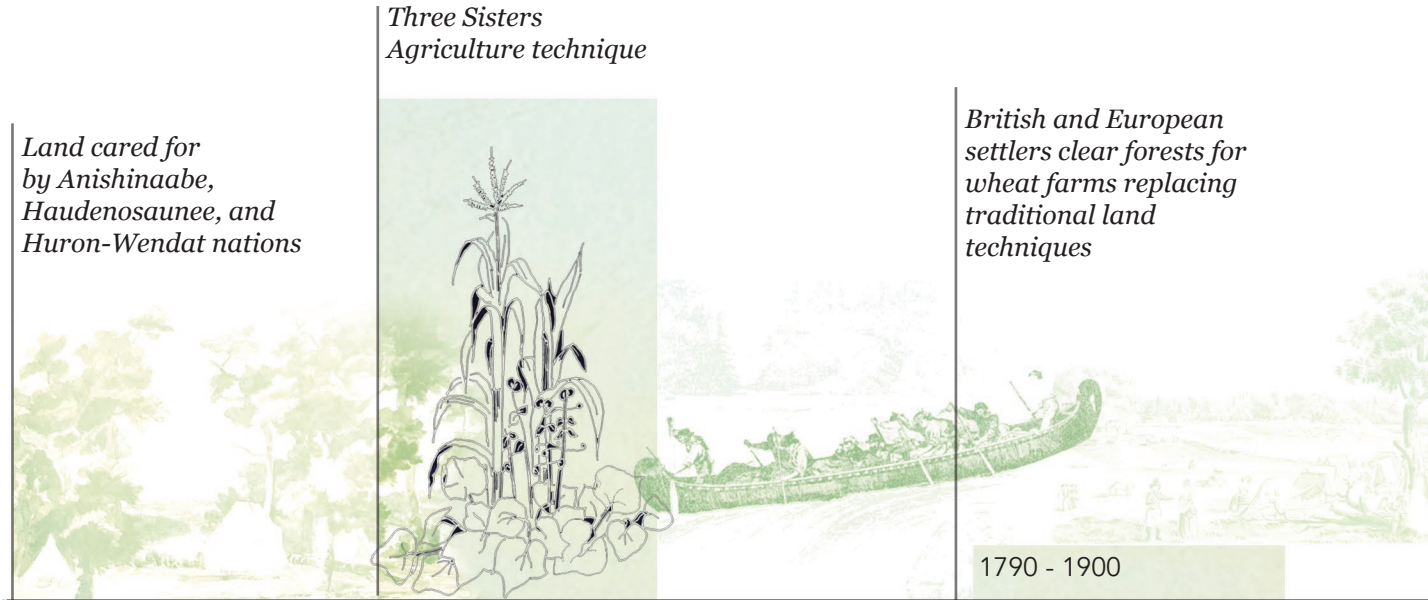 Three Sisters
Agriculture technique
Land cared for
by Anishinaabe,
Haudenosaunee, and
Huron-Wendat nations
British and European
settlers clear forests for
wheat farms replacing
traditional land
techniques
1790 - 1900